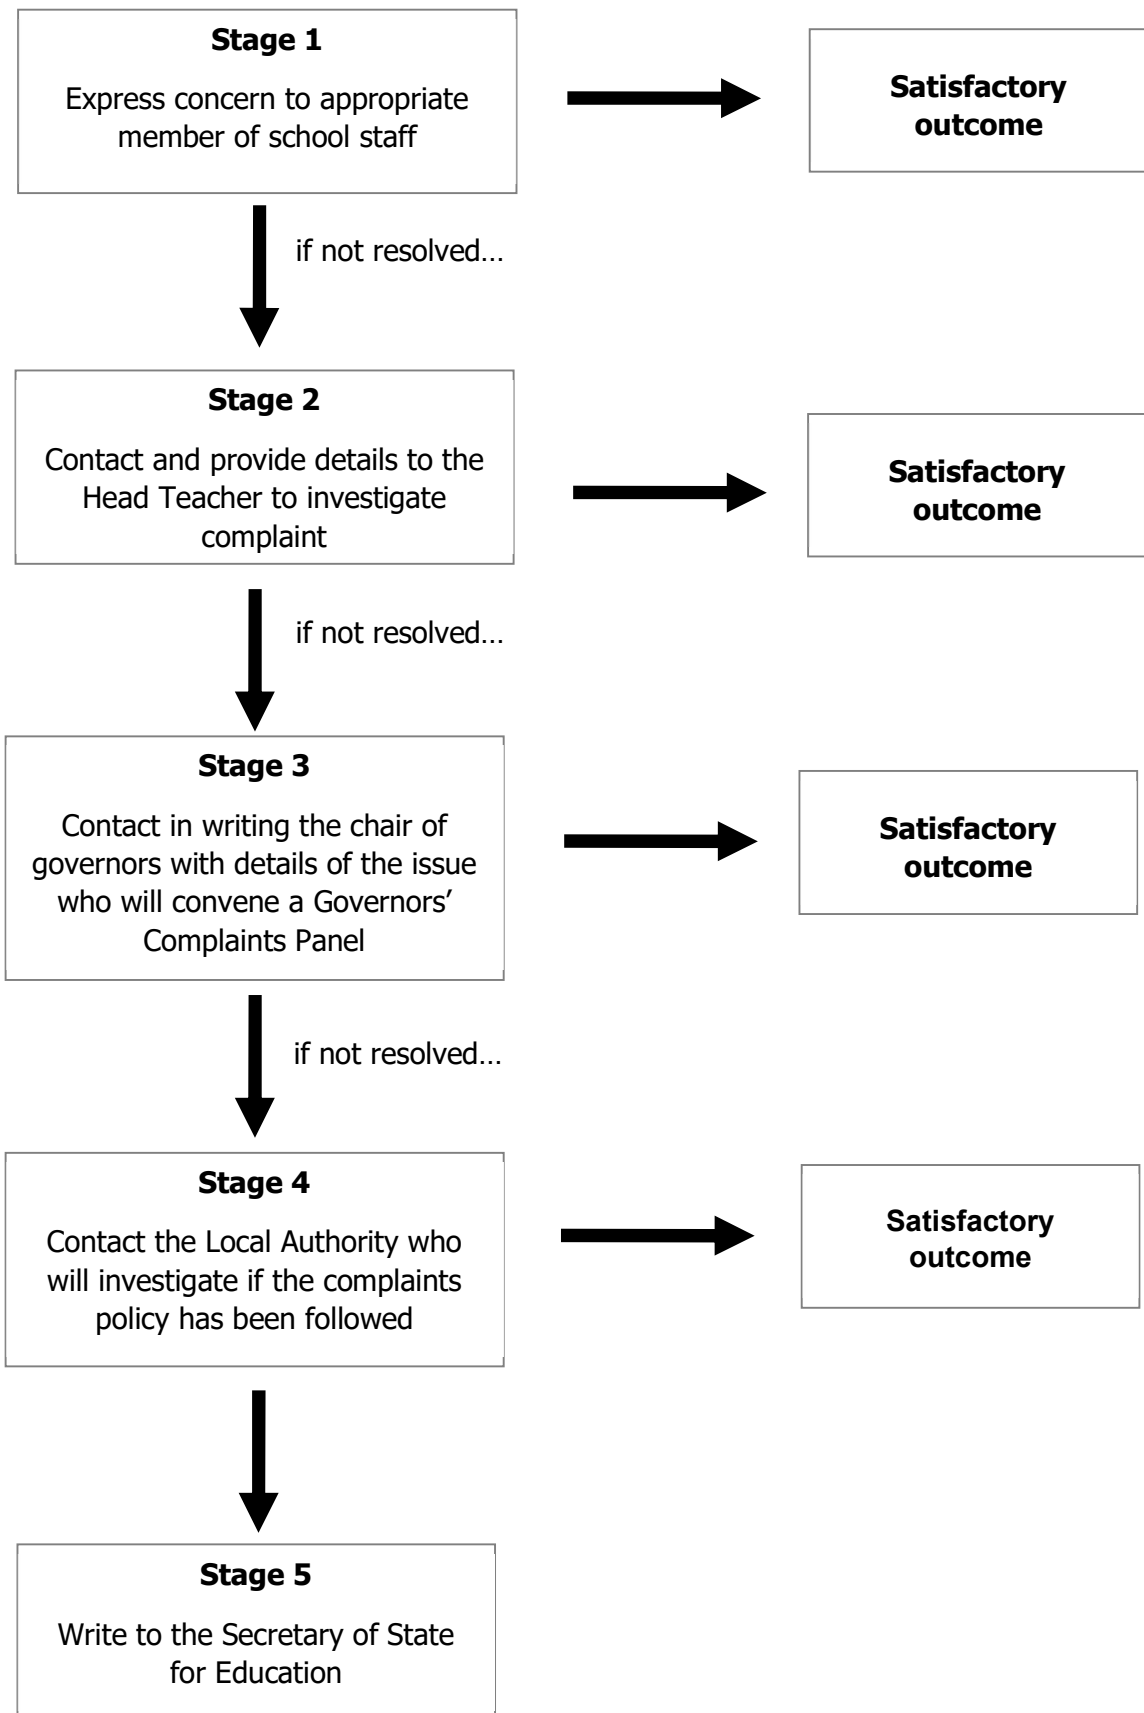 Stage 1
Express concern to appropriate
member of school staff
Satisfactory
outcome
if not resolved...
Stage 2
Contact and provide details to the
Head Teacher to investigate
complaint
Satisfactory
outcome
if not resolved...
Stage 3
Contact in writing the chair of
governors with details of the issue
who will convene a Governors’
Complaints Panel
Satisfactory
outcome
if not resolved...
Stage 4
Contact the Local Authority who
will investigate if the complaints
policy has been followed
Satisfactory
outcome
Stage 5
Write to the Secretary of State
for Education